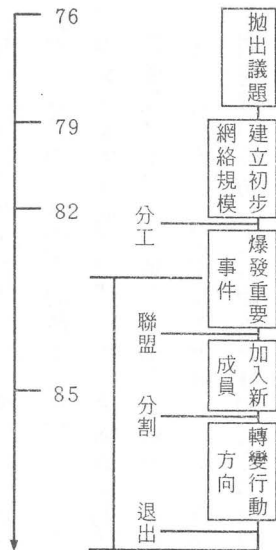 76
79
82
85
拋出議題
建立初步
網絡規模
分工
爆發重要
事件
聯盟
加入新
成員
分割
轉變行動
方向
退出